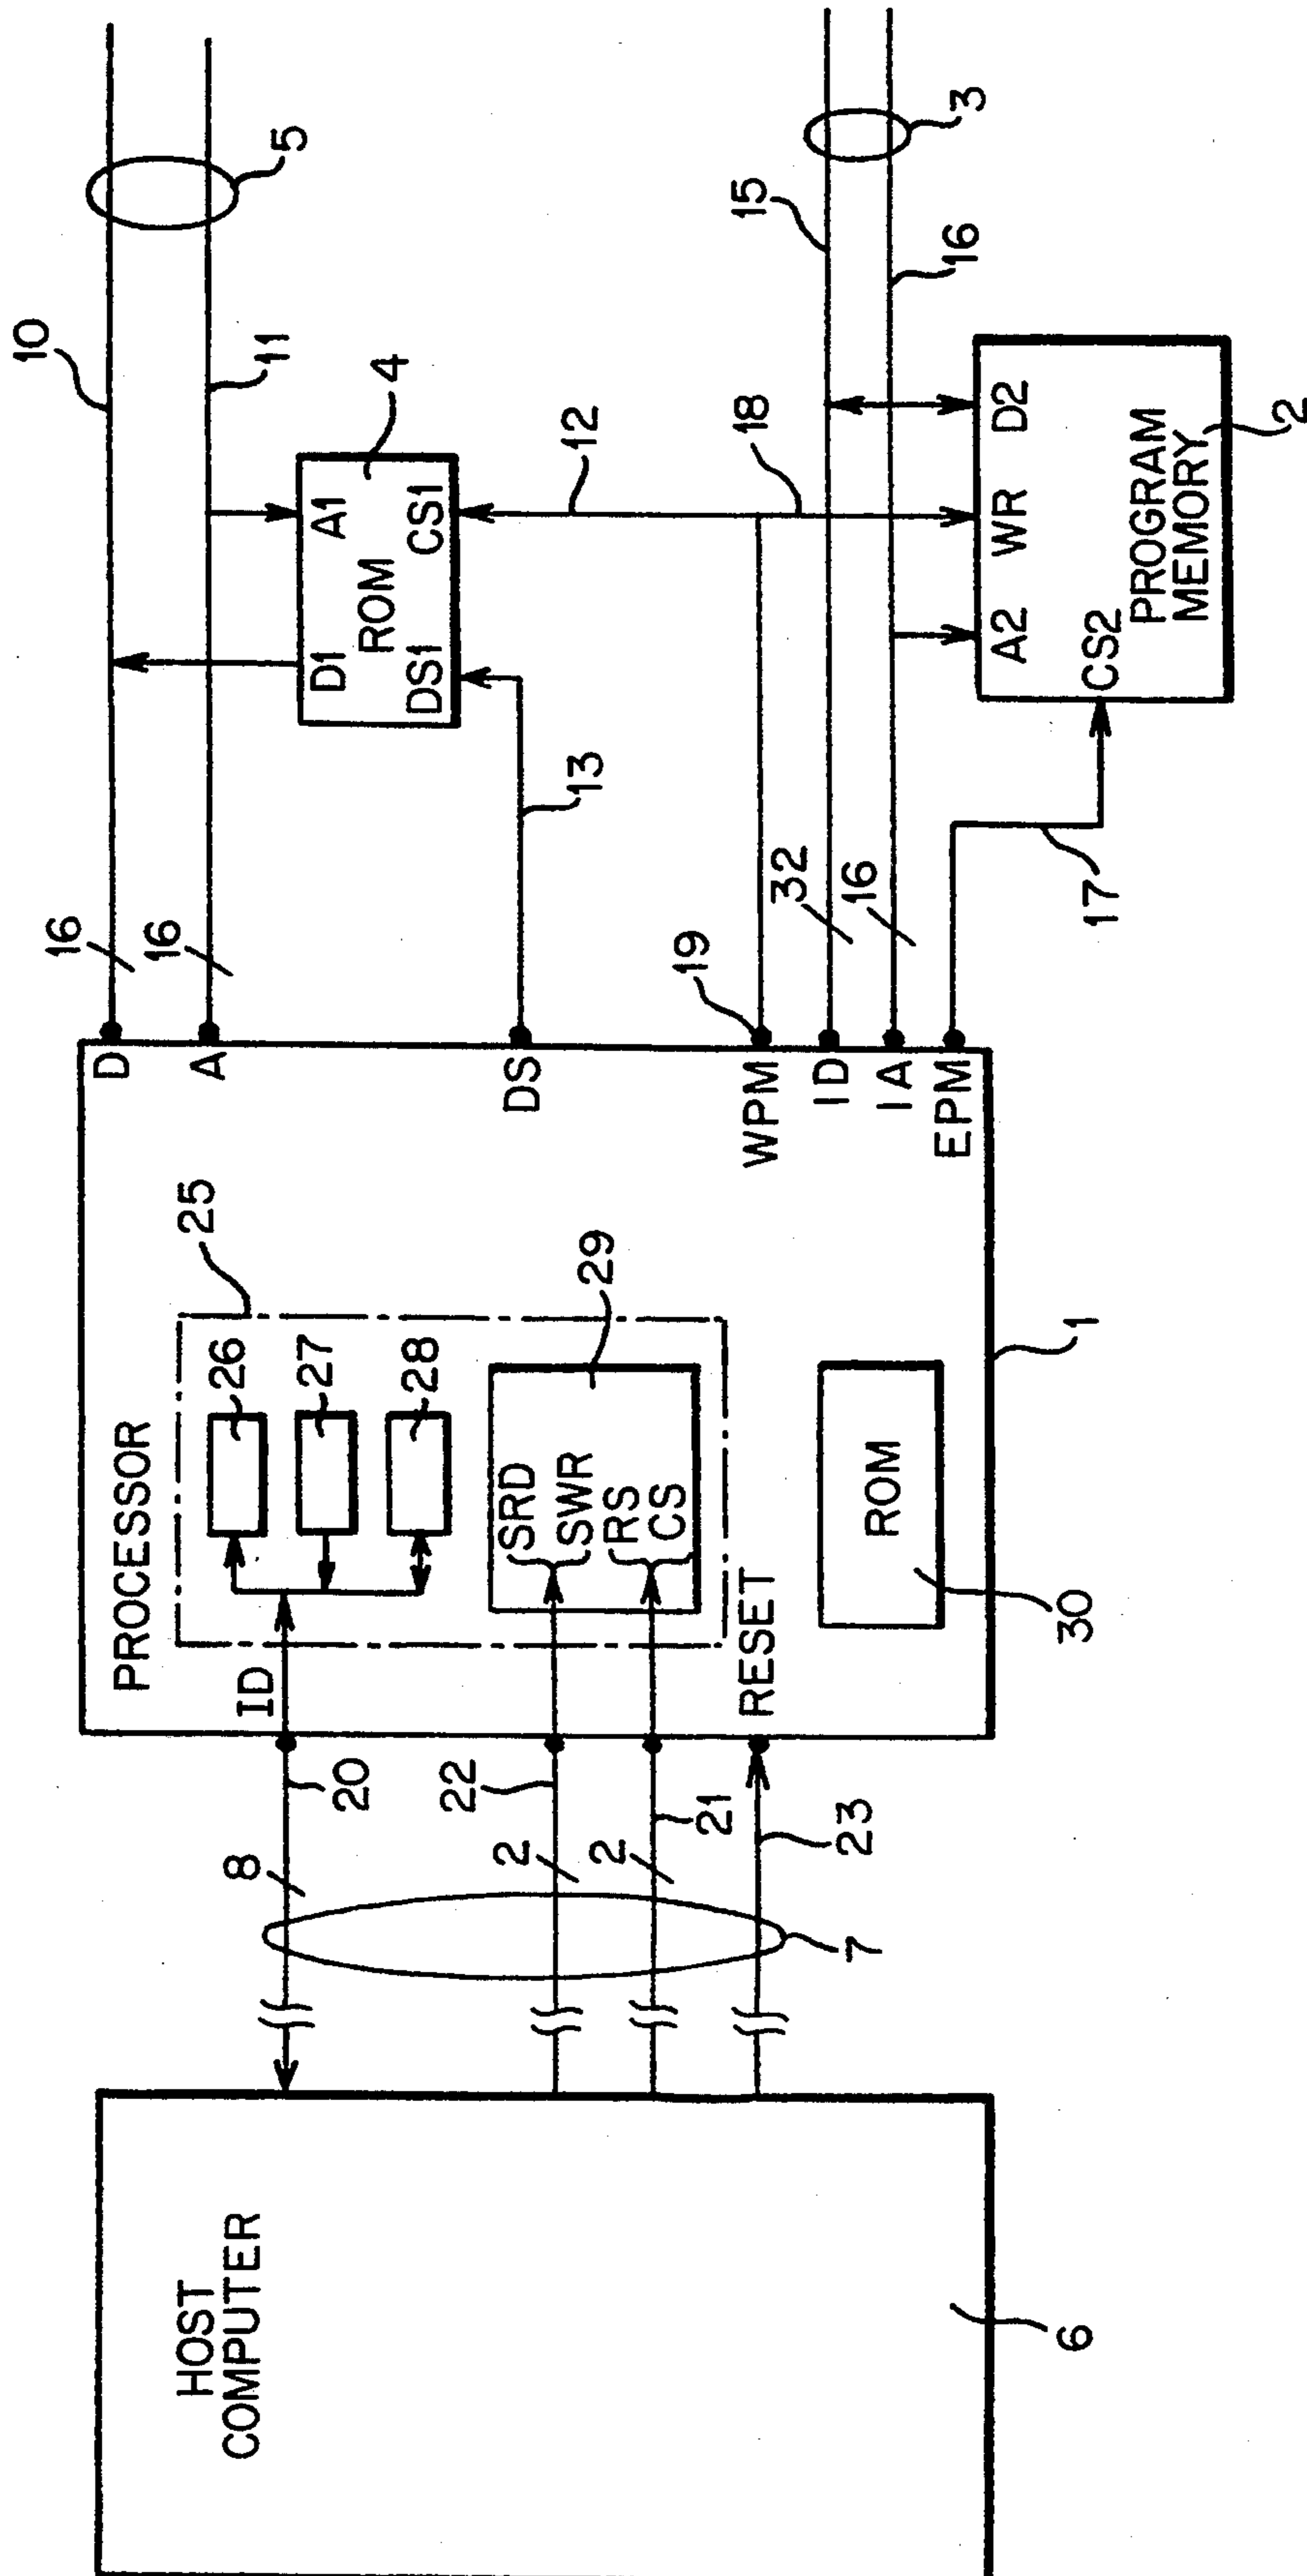 HOST
COMPUTER
6
8
2
2
7
20
22
21
23
PROCESSOR
ID
26
27
28
25
SRD
SWR
RS
CS
29
RESET
ROM
30
1
D
A
DS
WPM
ID
IA
EPM
19
16
16
10
11
5
13
D1
A1
ROM
DS1
CS1
4
12
18
32
16
15
16
3
17
A2
WR
D2
CS2
PROGRAM
MEMORY
2